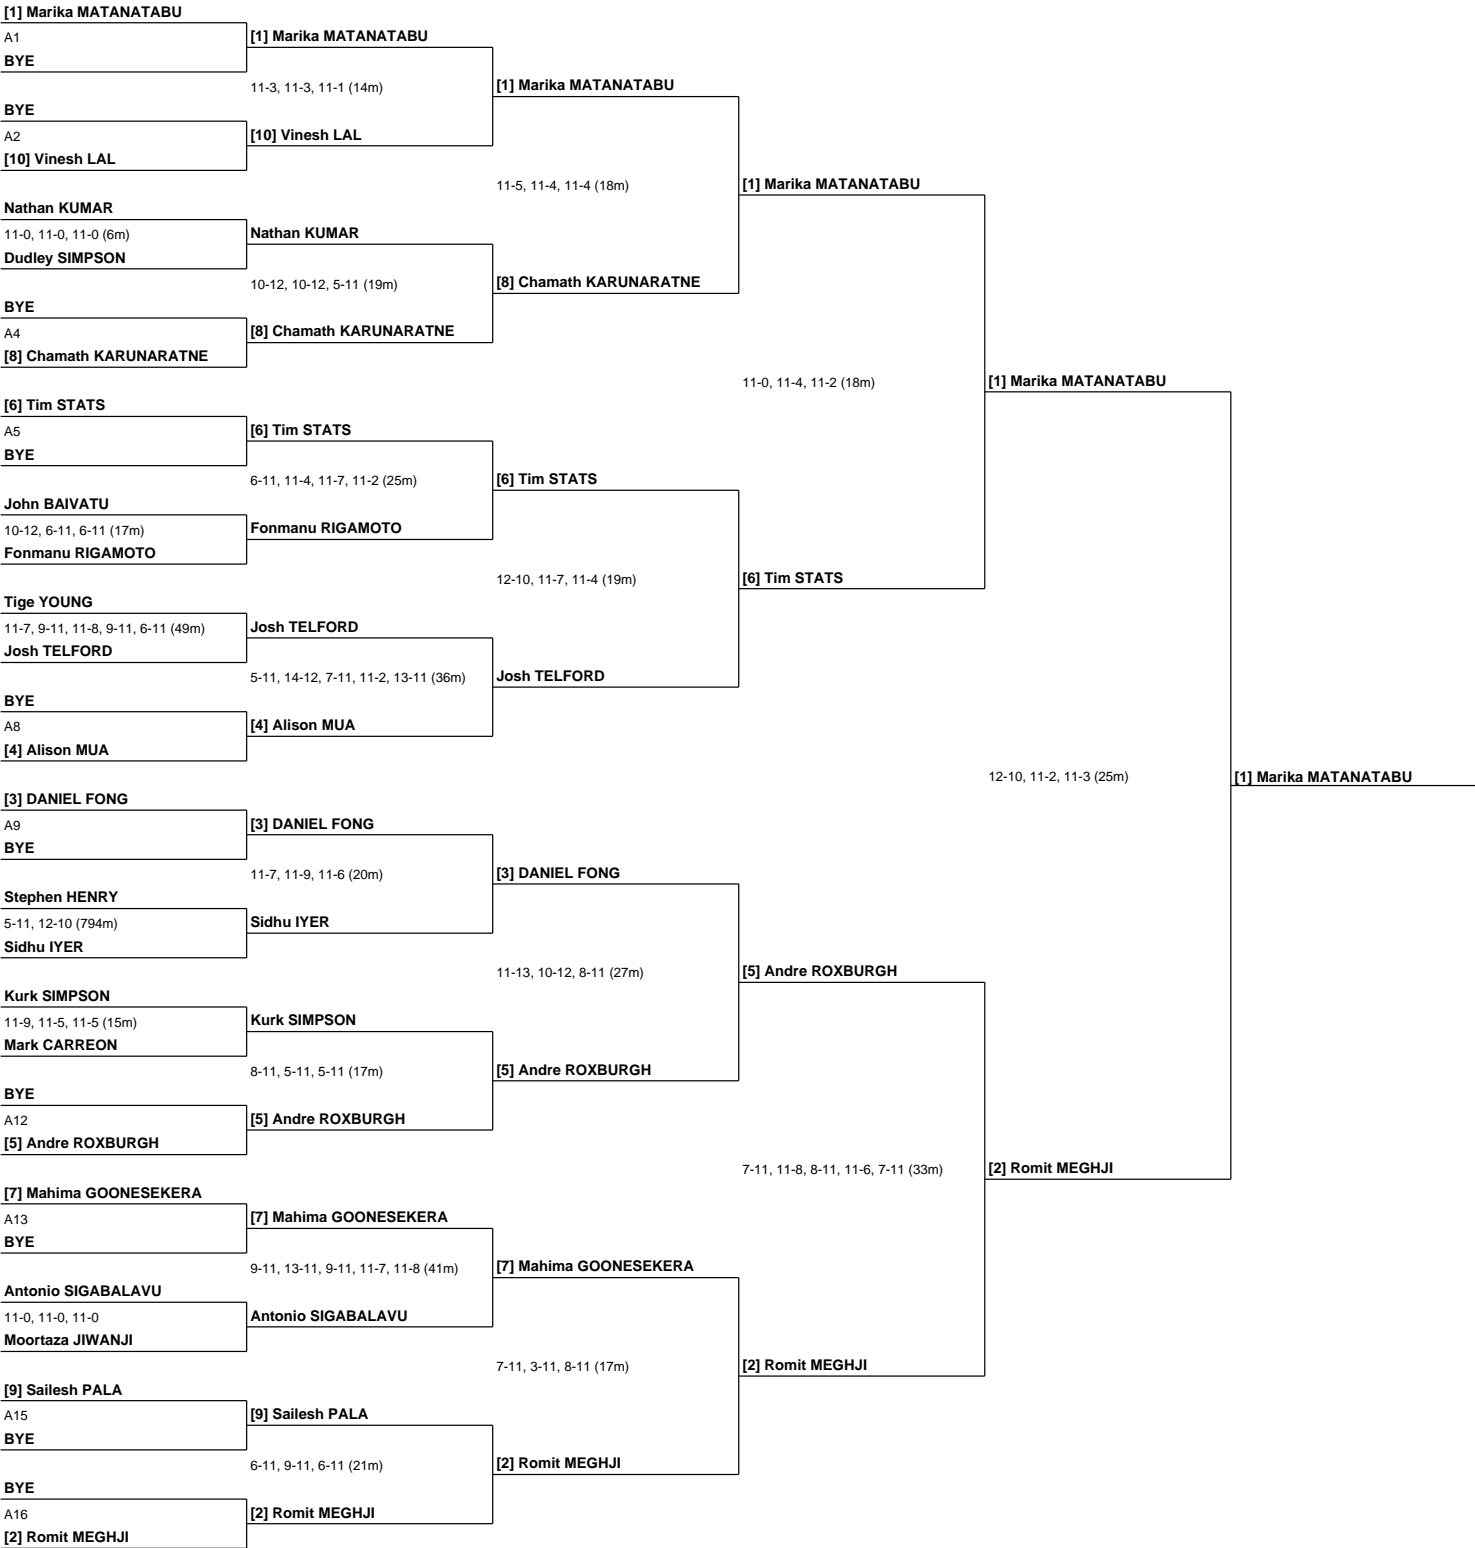 [1] Marika MATANATABU
A1
BYE
BYE
A2
[10] Vinesh LAL
Nathan KUMAR
11-0, 11-0, 11-0 (6m)
Dudley SIMPSON
BYE
A4
[8] Chamath KARUNARATNE
[6] Tim STATS
A5
BYE
John BAIVATU
10-12, 6-11, 6-11 (17m)
Fonmanu RIGAMOTO
Tige YOUNG
11-7, 9-11, 11-8, 9-11, 6-11 (49m)
Josh TELFORD
BYE
A8
[4] Alison MUA
[3] DANIEL FONG
A9
BYE
Stephen HENRY
5-11, 12-10 (794m)
Sidhu IYER
Kurk SIMPSON
11-9, 11-5, 11-5 (15m)
Mark CARREON
BYE
A12
[5] Andre ROXBURGH
[7] Mahima GOONESEKERA
A13
BYE
Antonio SIGABALAVU
11-0, 11-0, 11-0
Moortaza JIWANJI
[9] Sailesh PALA
A15
BYE
BYE
A16
[2] Romit MEGHJI
[1] Marika MATANATABU
11-3, 11-3, 11-1 (14m)
[10] Vinesh LAL
Nathan KUMAR
10-12, 10-12, 5-11 (19m)
[8] Chamath KARUNARATNE
[6] Tim STATS
6-11, 11-4, 11-7, 11-2 (25m)
Fonmanu RIGAMOTO
Josh TELFORD
5-11, 14-12, 7-11, 11-2, 13-11 (36m)
[4] Alison MUA
[3] DANIEL FONG
11-7, 11-9, 11-6 (20m)
Sidhu IYER
Kurk SIMPSON
8-11, 5-11, 5-11 (17m)
[5] Andre ROXBURGH
[7] Mahima GOONESEKERA
9-11, 13-11, 9-11, 11-7, 11-8 (41m)
Antonio SIGABALAVU
[9] Sailesh PALA
6-11, 9-11, 6-11 (21m)
[2] Romit MEGHJI
[1] Marika MATANATABU
11-5, 11-4, 11-4 (18m)
[8] Chamath KARUNARATNE
[6] Tim STATS
12-10, 11-7, 11-4 (19m)
Josh TELFORD
[3] DANIEL FONG
11-13, 10-12, 8-11 (27m)
[5] Andre ROXBURGH
[7] Mahima GOONESEKERA
7-11, 3-11, 8-11 (17m)
[2] Romit MEGHJI
[1] Marika MATANATABU
11-0, 11-4, 11-2 (18m)
[6] Tim STATS
[5] Andre ROXBURGH
7-11, 11-8, 8-11, 11-6, 7-11 (33m)
[2] Romit MEGHJI
[1] Marika MATANATABU
12-10, 11-2, 11-3 (25m)
[2] Romit MEGHJI
[1] Marika MATANATABU